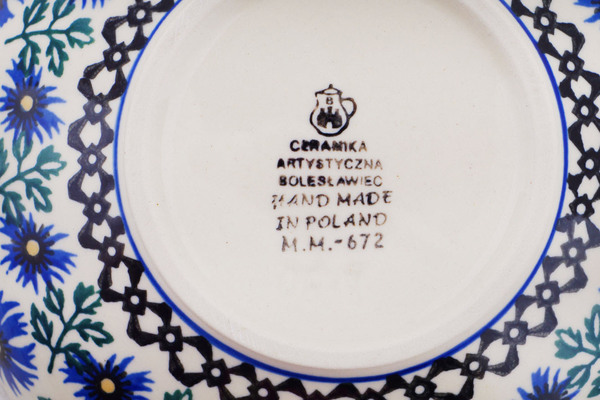 B
CERAMIKA
ARTYSTYCZNA
BOLESŁAWIEC
HAND MADE
IN POLAND
M.M.-672